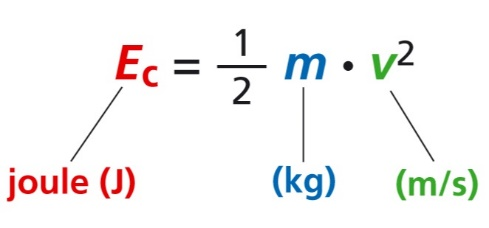 Ec = 1/2 m · v²
joule (J) (kg) (m/s)